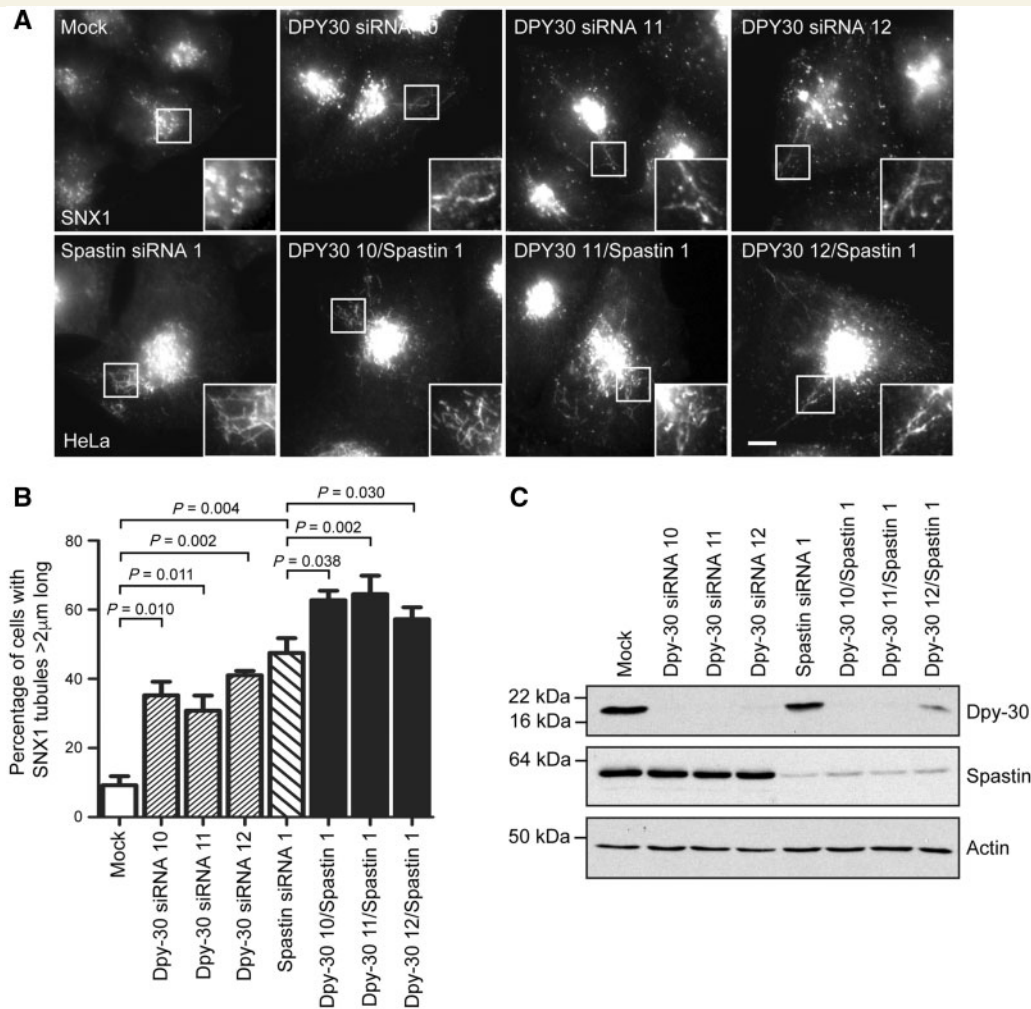 A
Mock
DPY30 siRNA 10
DPY30 siRNA 11
DPY30 siRNA 12
SNX1
Spastin siRNA 1
DPY30 10/Spastin 1
DPY30 11/Spastin 1
DPY30 12/Spastin 1
HeLa
B
Percentage of cells with
SNX1 tubules >2μm long
80
60
40
20
0
P = 0.004
P = 0.002
P = 0.011
P = 0.010
P = 0.030
P = 0.002
P = 0.038
Mock
Dpy-30 siRNA 10
Dpy-30 siRNA 11
Dpy-30 siRNA 12
Spastin siRNA 1
Dpy-30 10/Spastin 1
Dpy-30 11/Spastin 1
Dpy-30 12/Spastin 1
C
Mock
Dpy-30 siRNA 10
Dpy-30 siRNA 11
Dpy-30 siRNA 12
Spastin siRNA 1
Dpy-30 10/Spastin 1
Dpy-30 11/Spastin 1
Dpy-30 12/Spastin 1
22 kDa
16 kDa
Dpy-30
64 kDa
Spastin
50 kDa
Actin